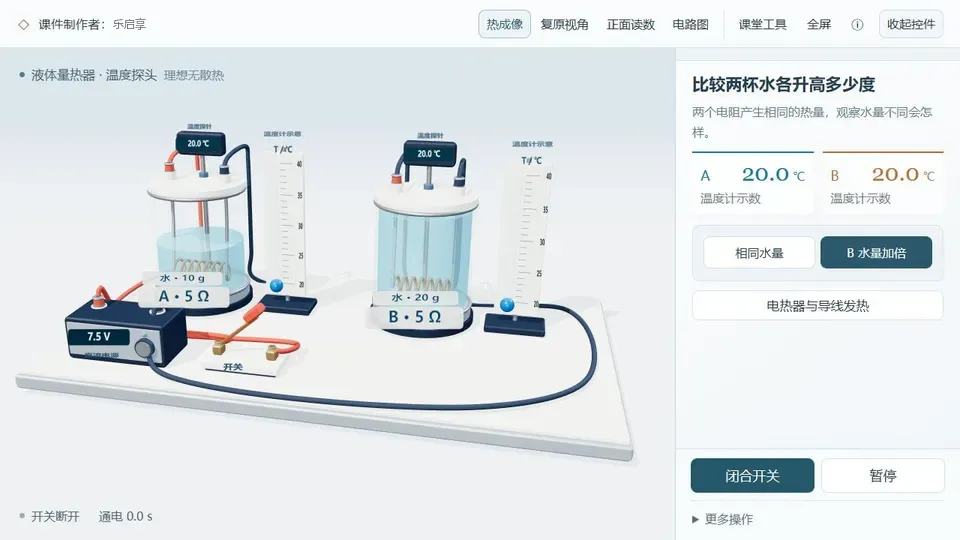 课件制作者：乐启享
热成像
复原视角
正面读数
电路图
课堂工具
全屏
收起控件
液体量热器 · 温度探头 理想无散热
温度探针
20.0 ℃
温度计示意
T /℃
40
35
30
25
20
水 · 10 g
A · 5 Ω
温度探针
20.0 ℃
温度计示意
T /℃
40
35
30
25
20
水 · 20 g
B · 5 Ω
7.5 V
开关
开关断开 通电 0.0 s
比较两杯水各升高多少度
两个电阻产生相同的热量，观察水量不同会怎
样。
A 20.0 ℃
温度计示数
B 20.0 ℃
温度计示数
相同水量
B 水量加倍
电热器与导线发热
闭合开关
暂停
更多操作